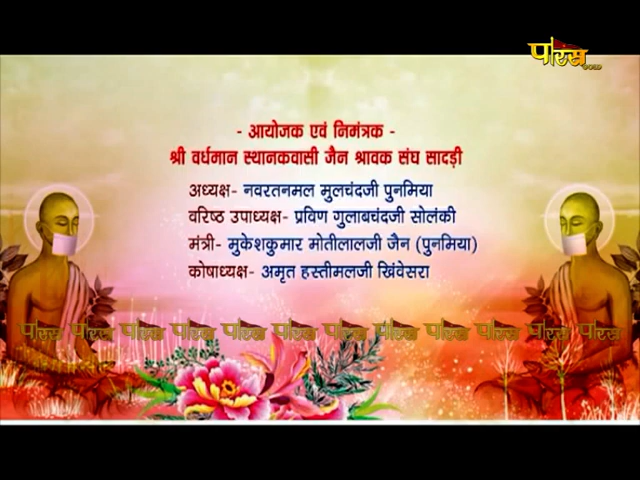 पारस
- आयोजक एवं निमंत्रक -
श्री वर्धमान स्थानकवासी जैन श्रावक संघ सादड़ी
अध्यक्ष- नवरतनमल मुलचंदजी पुनमिया
वरिष्ठ उपाध्यक्ष- प्रविण गुलाबचंदजी सोलंकी
मंत्री- मुकेशकुमार मोतीलालजी जैन (पुनमिया)
कोषाध्यक्ष- अमृत हस्तीमलजी खिंवेसरा
पारस पारस पारस पारस पारस पारस पारस पारस पारस पारस पारस पारस